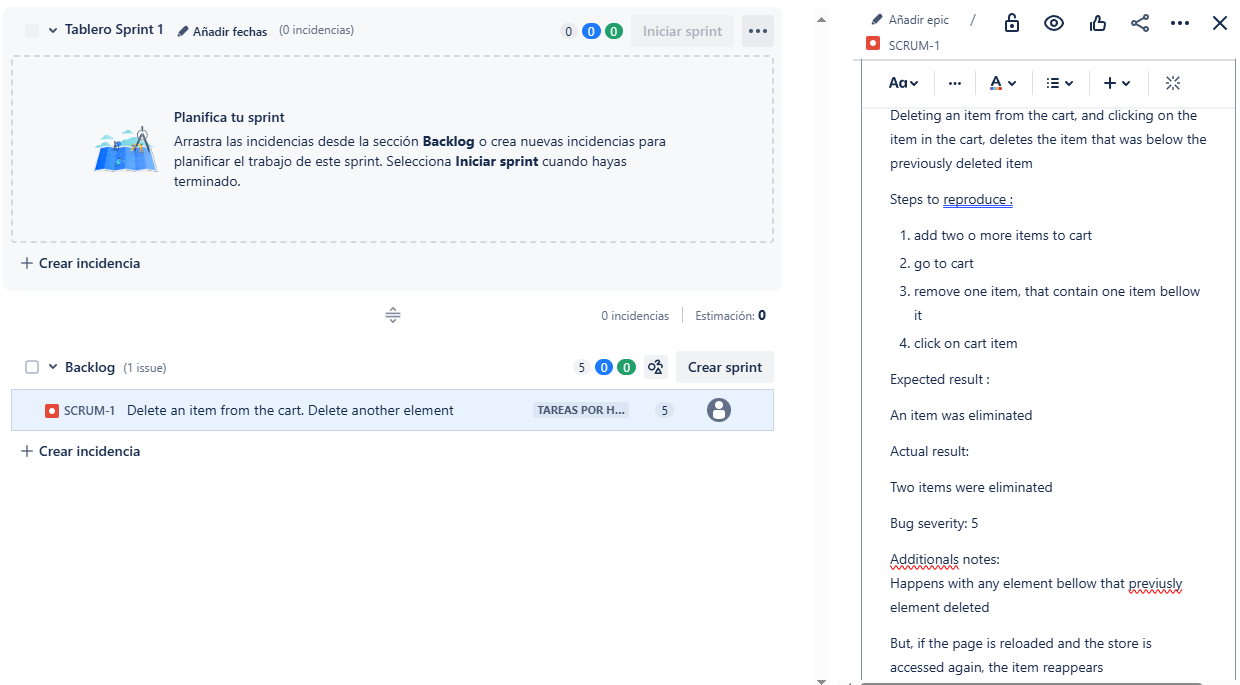 Tablero Sprint 1 Añadir fechas (0 incidencias) 0 0 0 Iniciar sprint
Planifica tu sprint
Arrastra las incidencias desde la sección Backlog o crea nuevas incidencias para
planificar el trabajo de este sprint. Selecciona Iniciar sprint cuando hayas
terminado.
+ Crear incidencia
0 incidencias Estimación: 0
Backlog (1 issue) 5 0 0 Crear sprint
SCRUM-1 Delete an item from the cart. Delete another element TAREAS POR H... 5
+ Crear incidencia
Añadir epic /
SCRUM-1
Aa ... A
Deleting an item from the cart, and clicking on the
item in the cart, deletes the item that was below the
previously deleted item
Steps to reproduce :
1. add two o more items to cart
2. go to cart
3. remove one item, that contain one item bellow
it
4. click on cart item
Expected result :
An item was eliminated
Actual result:
Two items were eliminated
Bug severity: 5
Additionals notes:
Happens with any element bellow that previusly
element deleted
But, if the page is reloaded and the store is
accessed again, the item reappears